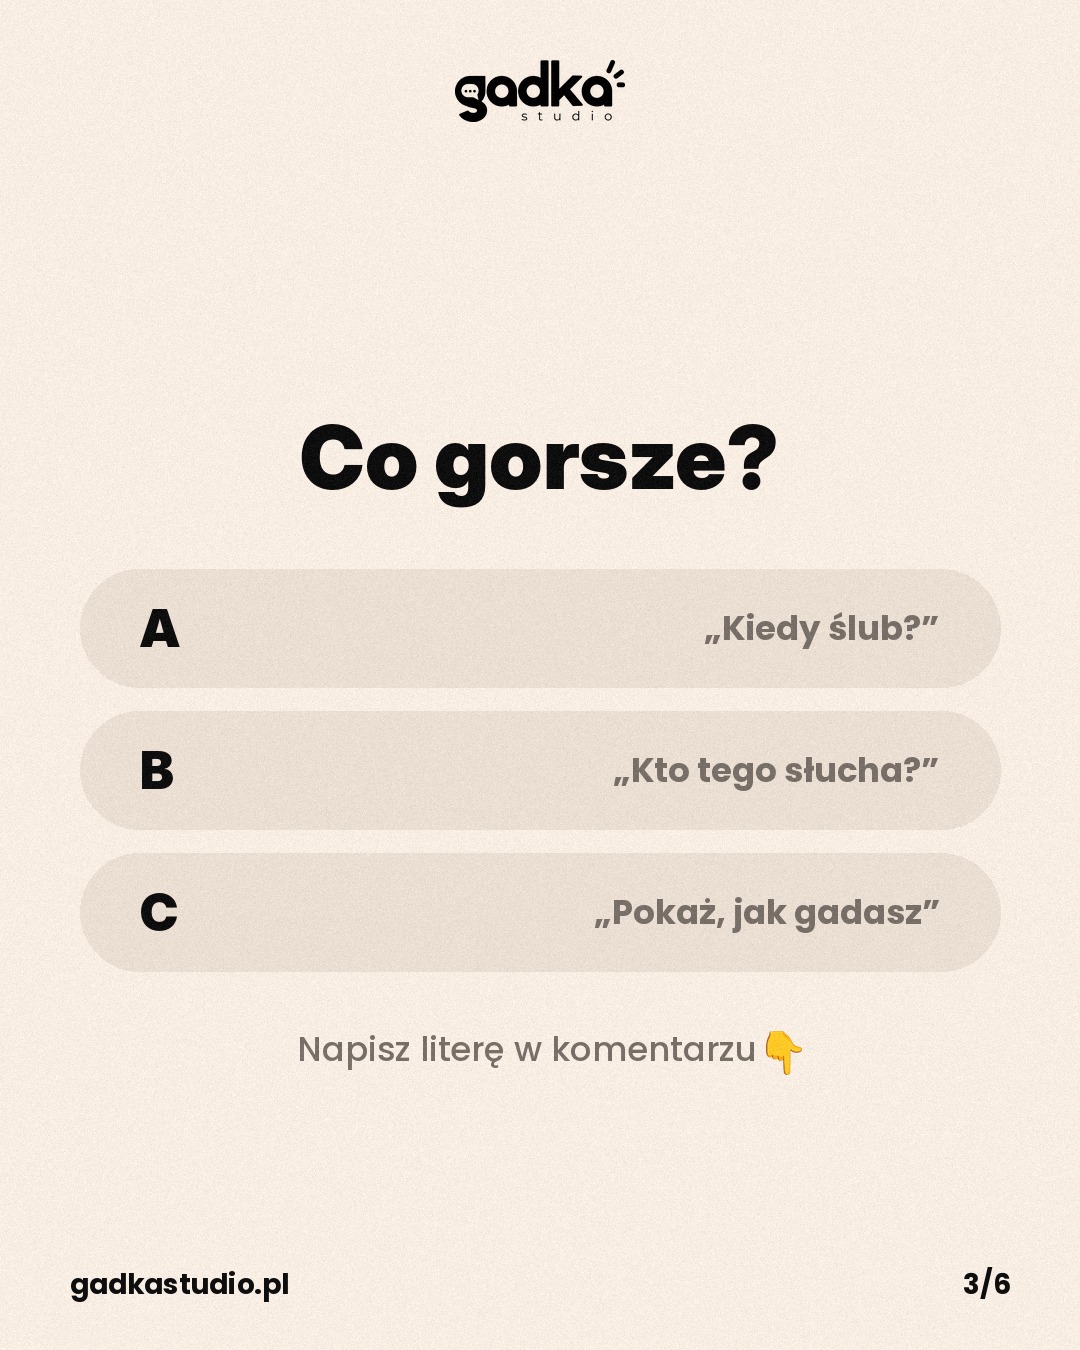 gadka
studio
Co gorsze?
A
„Kiedy ślub?”
B
„Kto tego słucha?”
C
„Pokaż, jak gadasz”
Napisz literę w komentarzu👇
gadkastudio.pl
3/6